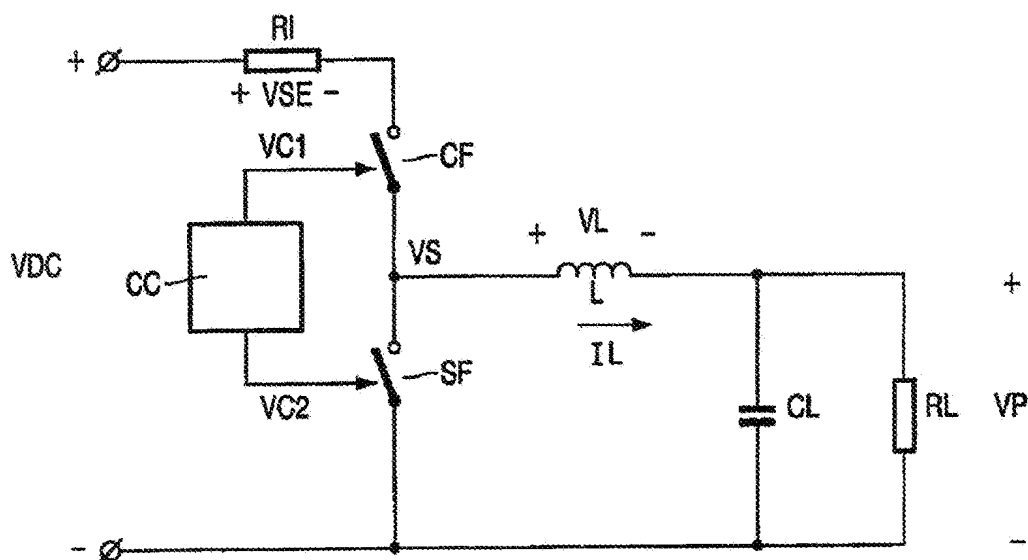 RI
+
+ VSE -
VC1
CF
VS
+ VL -
VDC
CC
L
+
IL
SF
VC2
CL
RL
VP
-
-